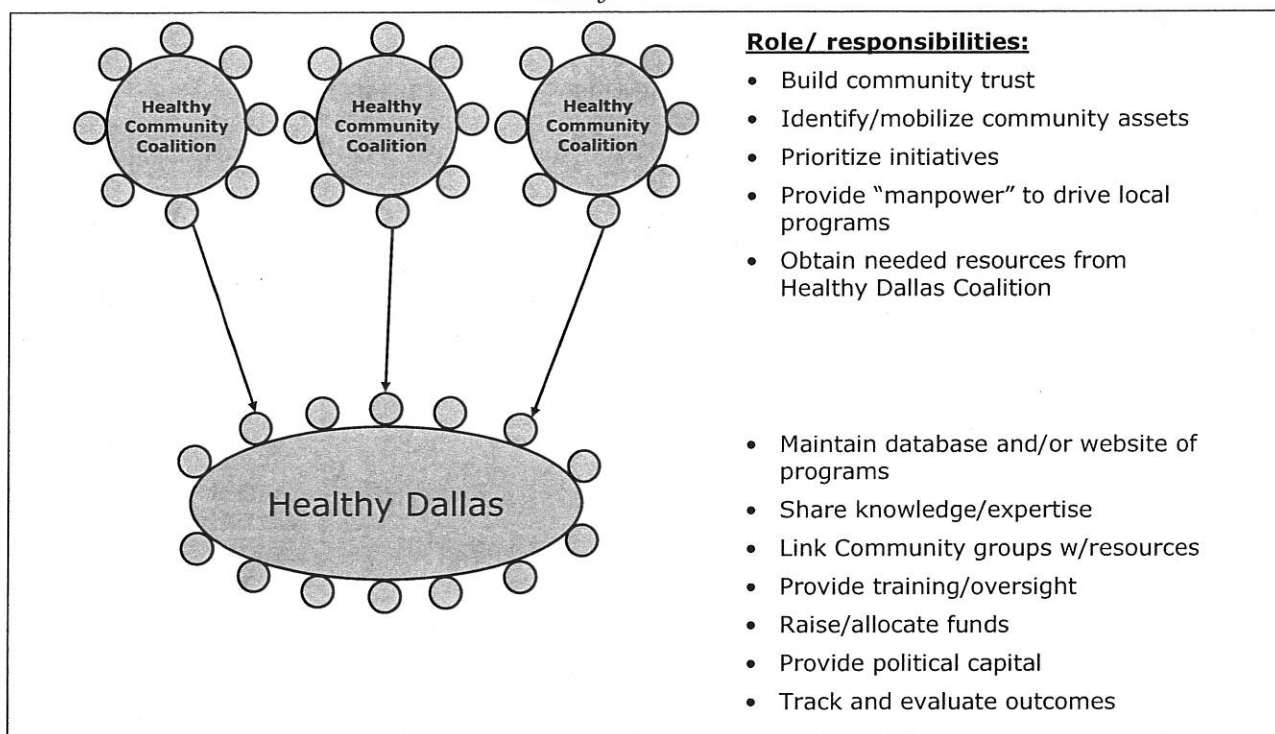 Healthy
Community
Coalition
Healthy
Community
Coalition
Healthy
Community
Coalition
Role/ responsibilities:
• Build community trust
• Identify/mobilize community assets
• Prioritize initiatives
• Provide “manpower” to drive local
programs
• Obtain needed resources from
Healthy Dallas Coalition
Healthy Dallas
• Maintain database and/or website of
programs
• Share knowledge/expertise
• Link Community groups w/resources
• Provide training/oversight
• Raise/allocate funds
• Provide political capital
• Track and evaluate outcomes